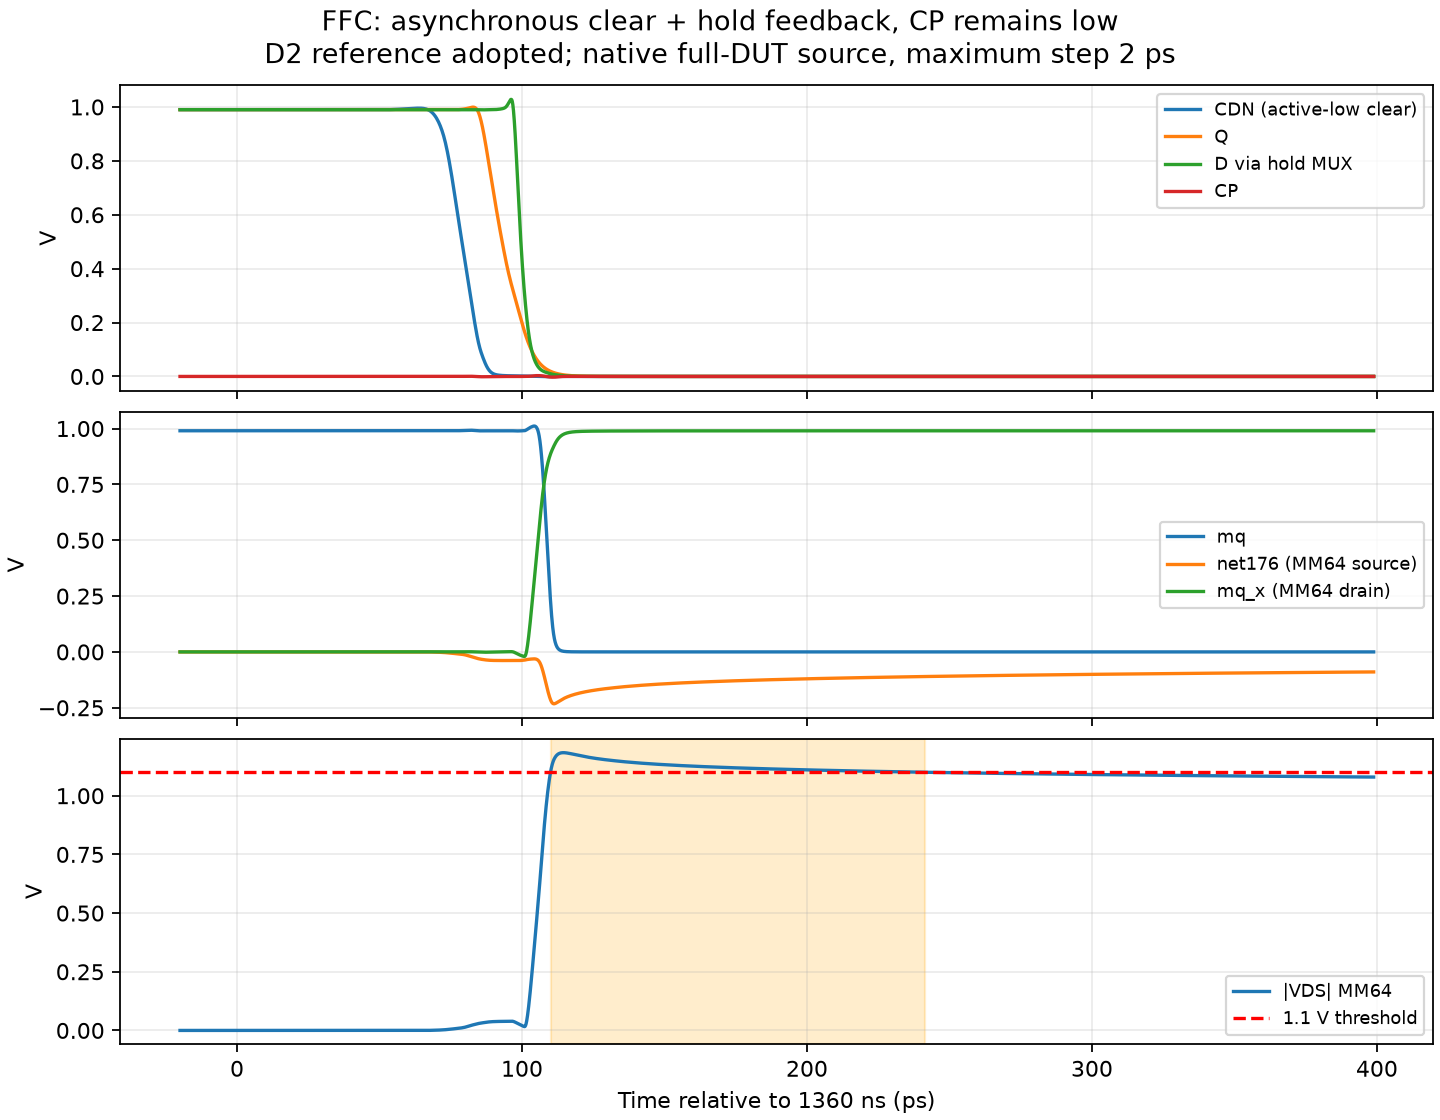 FFC: asynchronous clear + hold feedback, CP remains low
D2 reference adopted; native full-DUT source, maximum step 2 ps
1.0
0.8
0.6
0.4
0.2
0.0
V
CDN (active-low clear)
Q
D via hold MUX
CP
1.00
0.75
0.50
0.25
0.00
−0.25
V
mq
net176 (MM64 source)
mq_x (MM64 drain)
1.00
0.75
0.50
0.25
0.00
V
|VDS| MM64
1.1 V threshold
0
100
200
300
400
Time relative to 1360 ns (ps)